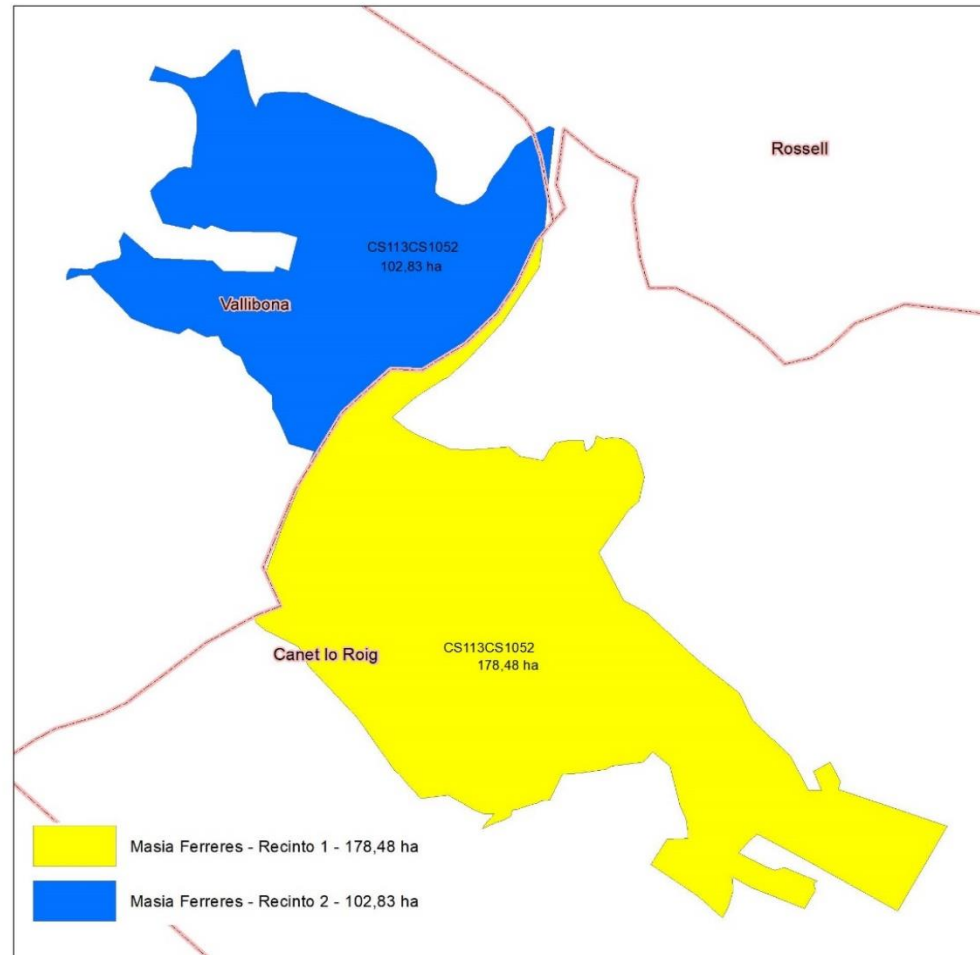 Rossell
CS113CS1052
102,83 ha
Vallibona
CS113CS1052
178,48 ha
Canet lo Roig
Masia Ferreres - Recinto 1 - 178,48 ha
Masia Ferreres - Recinto 2 - 102,83 ha